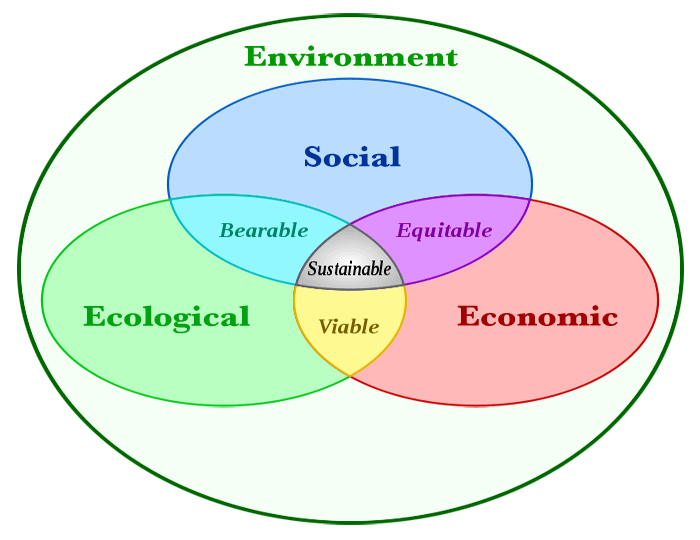 Environment
Social
Bearable
Equitable
Sustainable
Ecological
Viable
Economic